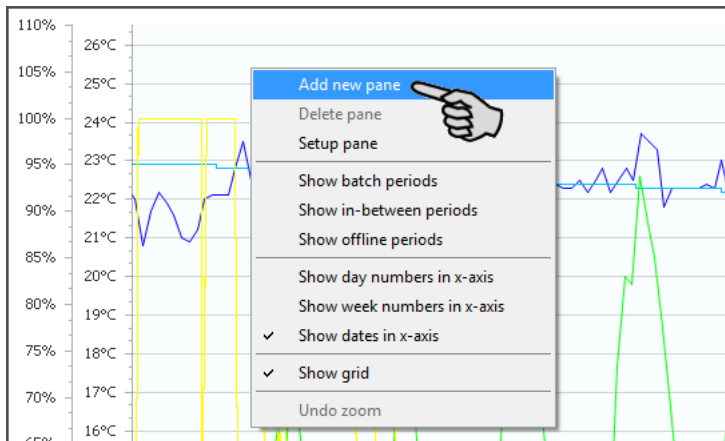 110%
105%
100%
95%
90%
85%
80%
75%
70%
65%
26°C
25°C
24°C
23°C
22°C
21°C
20°C
19°C
18°C
17°C
16°C
Add new pane
Delete pane
Setup pane
Show batch periods
Show in-between periods
Show offline periods
Show day numbers in x-axis
Show week numbers in x-axis
✓ Show dates in x-axis
✓ Show grid
Undo zoom